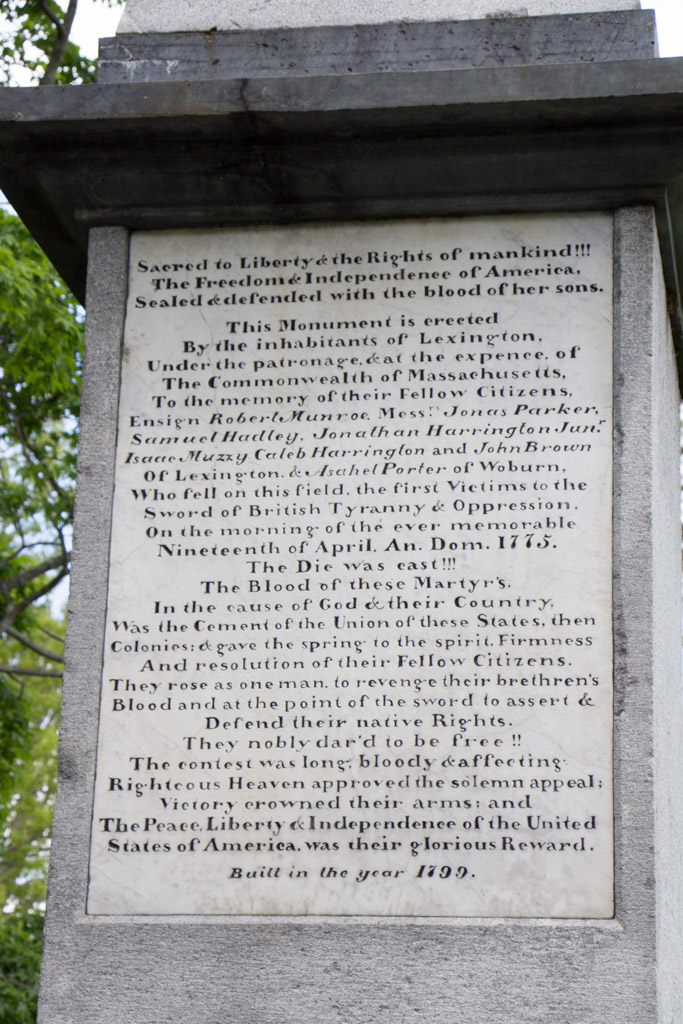 Sacred to Liberty & the Rights of mankind!!!
The Freedom & Independence of America,
Sealed & defended with the blood of her sons.
This Monument is erected
By the inhabitants of Lexington,
Under the patronage, & at the expence, of
The Commonwealth of Massachusetts,
To the memory of their Fellow Citizens,
Ensign Robert Munroe, Mess.rs Jonas Parker,
Samuel Hadley, Jonathan Harrington Jun.r
Isaac Muzzy Caleb Harrington and John Brown
Of Lexington, & Asahel Porter of Woburn,
Who fell on this field, the first Victims to the
Sword of British Tyranny & Oppression,
On the morning of the ever memorable
Nineteenth of April, An. Dom. 1775.
The Die was cast!!!
The Blood of these Martyr's,
In the cause of God & their Country,
Was the Cement of the Union of these States, then
Colonies; & gave the spring to the spirit, Firmness
And resolution of their Fellow Citizens.
They rose as one man, to revenge their brethren's
Blood and at the point of the sword to assert &
Defend their native Rights.
They nobly dar'd to be free!!
The contest was long, bloody & affecting.
Righteous Heaven approved the solemn appeal;
Victory crowned their arms; and
The Peace, Liberty & Independence of the United
States of America, was their glorious Reward.
Built in the year 1799.